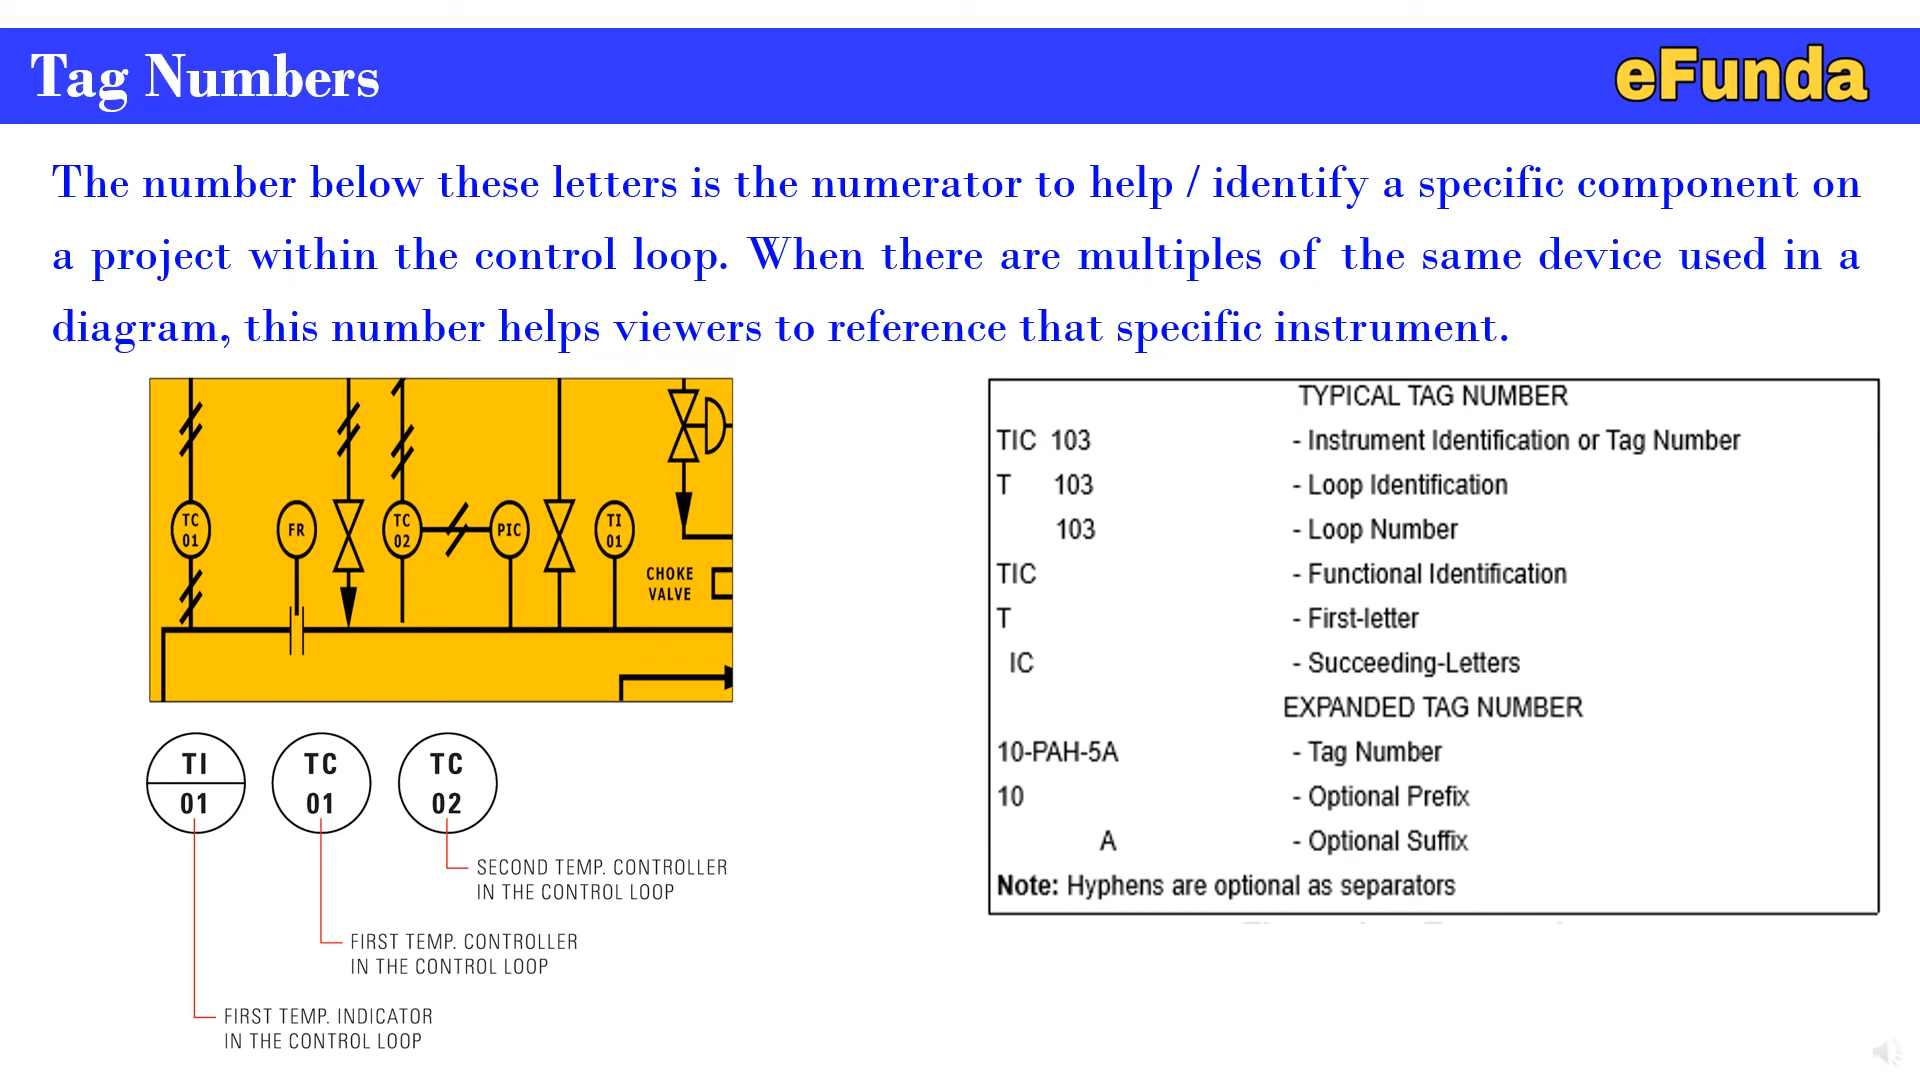 Tag Numbers
eFunda
The number below these letters is the numerator to help / identify a specific component on
a project within the control loop. When there are multiples of the same device used in a
diagram, this number helps viewers to reference that specific instrument.
TC
01
FR
TC
02
PIC
TI
01
CHOKE
VALVE
TI
01
TC
01
TC
02
SECOND TEMP. CONTROLLER
IN THE CONTROL LOOP
FIRST TEMP. CONTROLLER
IN THE CONTROL LOOP
FIRST TEMP. INDICATOR
IN THE CONTROL LOOP
TYPICAL TAG NUMBER
TIC 103 - Instrument Identification or Tag Number
T 103 - Loop Identification
103 - Loop Number
TIC - Functional Identification
T - First-letter
IC - Succeeding-Letters
EXPANDED TAG NUMBER
10-PAH-5A - Tag Number
10 - Optional Prefix
A - Optional Suffix
Note: Hyphens are optional as separators